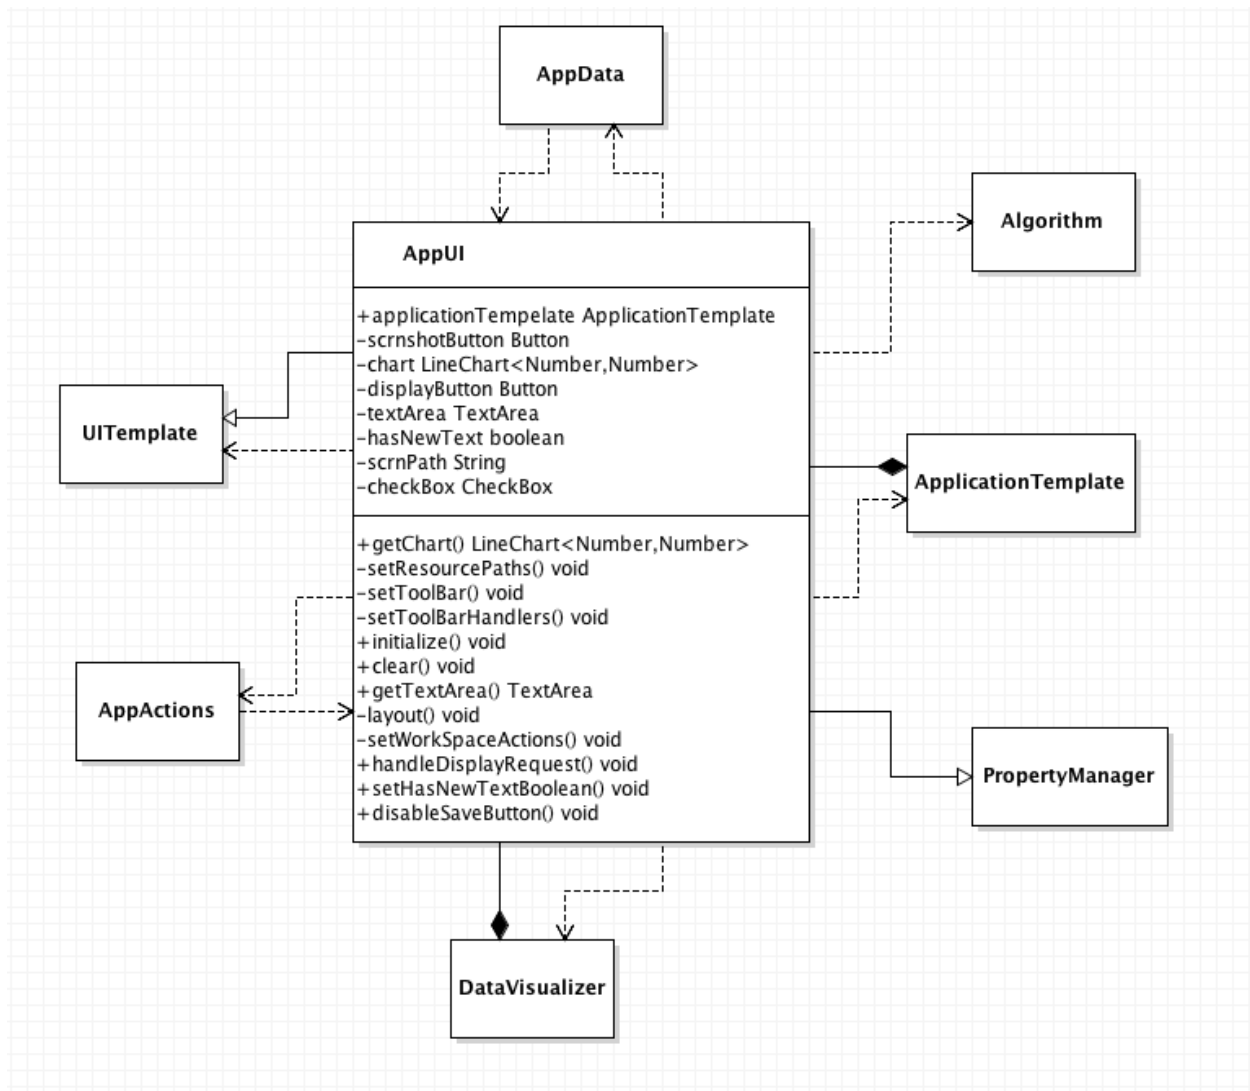 AppData
Algorithm
AppUI
+applicationTempelate ApplicationTemplate
-scrnshotButton Button
-chart LineChart<Number,Number>
-displayButton Button
-textArea TextArea
-hasNewText boolean
-scrnPath String
-checkBox CheckBox
UITemplate
ApplicationTemplate
+getChart() LineChart<Number,Number>
-setResourcePaths() void
-setToolBar() void
-setToolBarHandlers() void
+initialize() void
+clear() void
+getTextArea() TextArea
-layout() void
-setWorkSpaceActions() void
+handleDisplayRequest() void
+setHasNewTextBoolean() void
+disableSaveButton() void
AppActions
PropertyManager
DataVisualizer